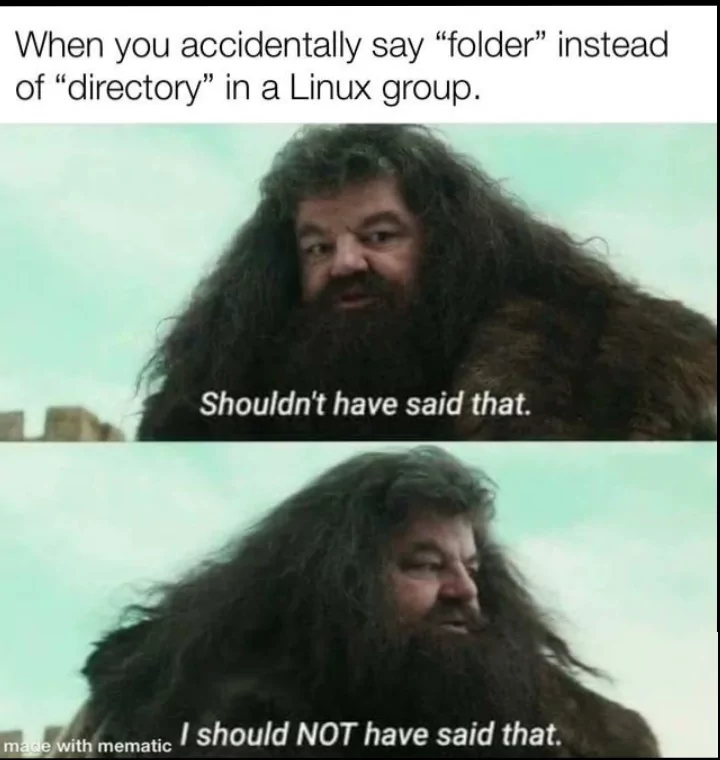 When you accidentally say “folder” instead
of “directory” in a Linux group.
Shouldn't have said that.
I should NOT have said that.
made with mematic